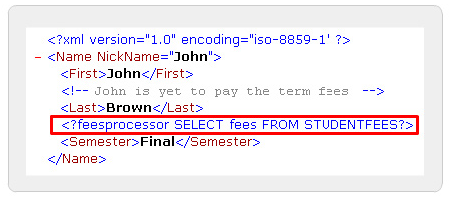 <?xml version="1.0" encoding="iso-8859-1' ?>
– <Name NickName="John">
<First>John</First>
<!-- John is yet to pay the term fees -->
<Last>Brown</Last>
<?feesprocessor SELECT fees FROM STUDENTFEES?>
<Semester>Final</Semester>
</Name>